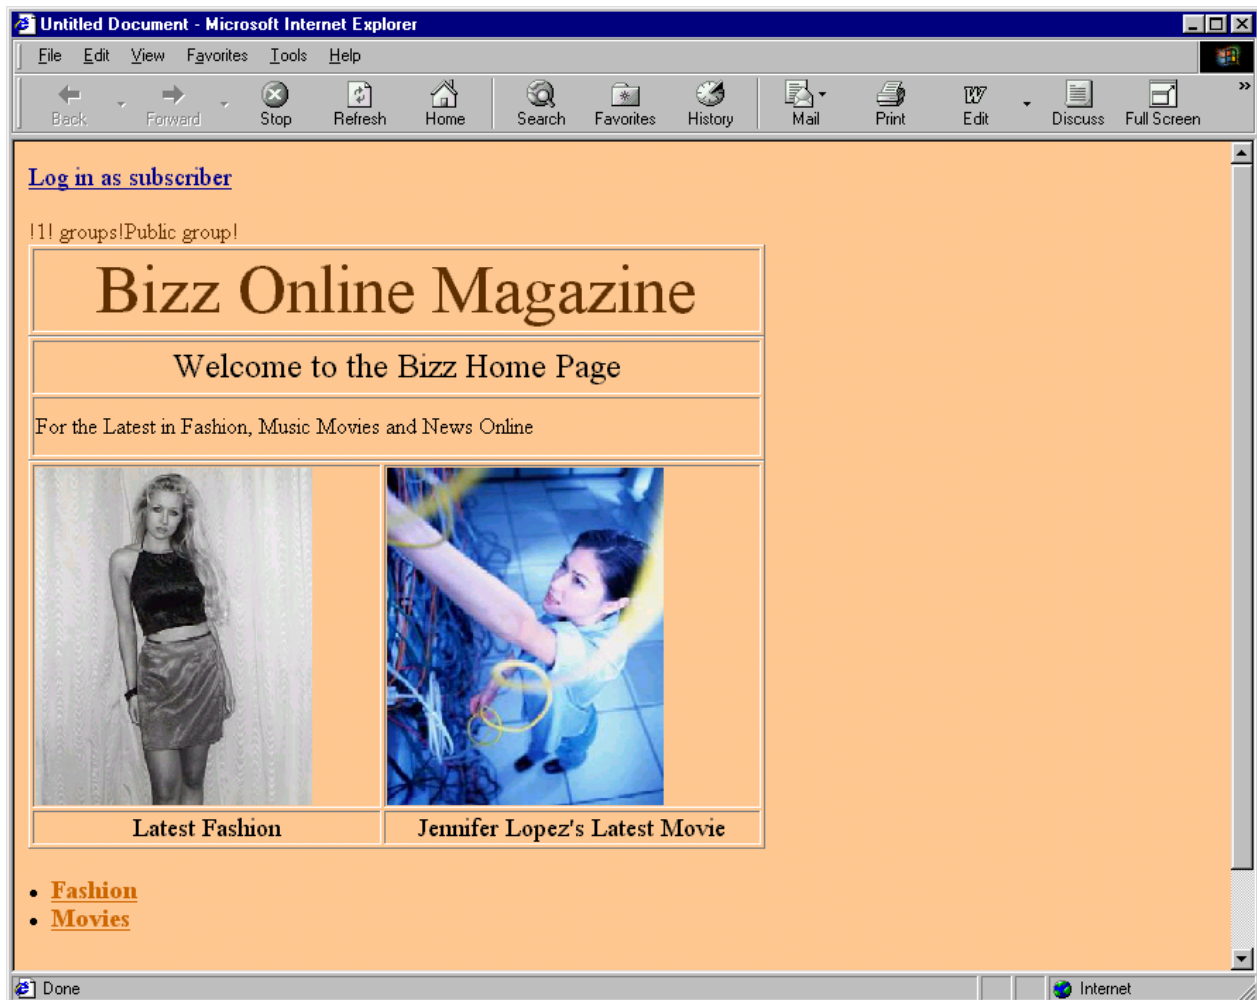 Untitled Document - Microsoft Internet Explorer
File Edit View Favorites Tools Help
Back Forward Stop Refresh Home Search Favorites History Mail Print Edit Discuss Full Screen »
Log in as subscriber
!1! groups!Public group!
Bizz Online Magazine
Welcome to the Bizz Home Page
For the Latest in Fashion, Music Movies and News Online
Latest Fashion Jennifer Lopez's Latest Movie
• Fashion
• Movies
Done Internet